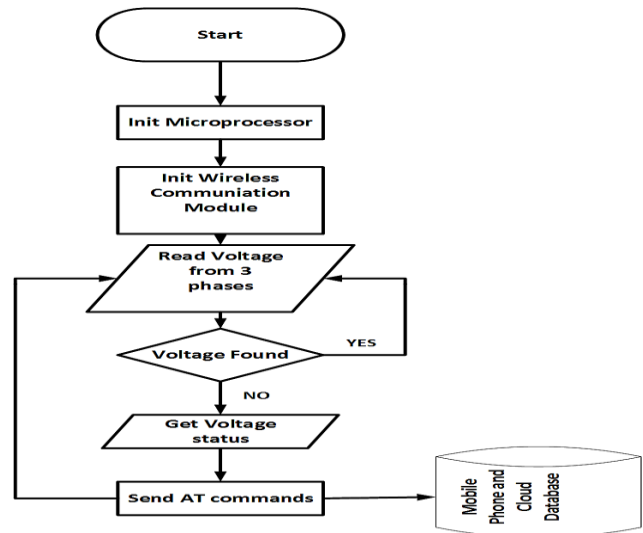 Start
Init Microprocessor
Init Wireless
Communiation
Module
Read Voltage
from 3
phases
Voltage Found
YES
NO
Get Voltage
status
Send AT commands
Mobile
Phone and
Cloud
Database